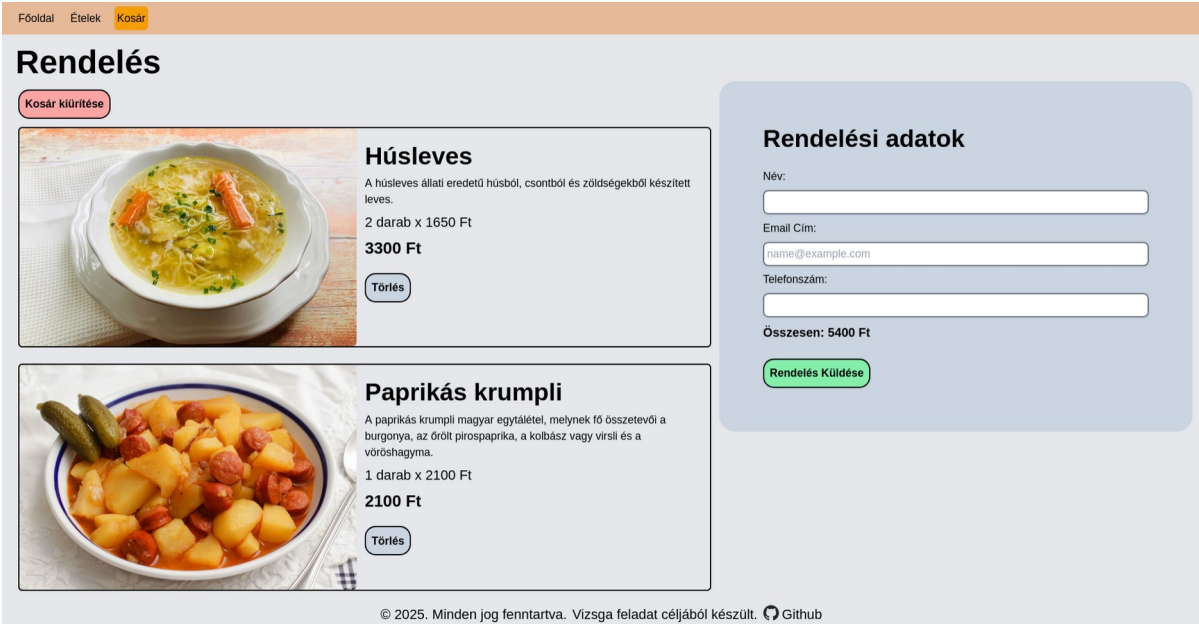 Főoldal Ételek Kosár
Rendelés
Kosár kiürítése
Húsleves
A húsleves állati eredetű húsból, csontból és zöldségekből készített
leves.
2 darab x 1650 Ft
3300 Ft
Törlés
Paprikás krumpli
A paprikás krumpli magyar egytálétel, melynek fő összetevői a
burgonya, az őrölt pirospaprika, a kolbász vagy virsli és a
vöröshagyma.
1 darab x 2100 Ft
2100 Ft
Törlés
Rendelési adatok
Név:
Email Cím:
name@example.com
Telefonszám:
Összesen: 5400 Ft
Rendelés Küldése
© 2025. Minden jog fenntartva. Vizsga feladat céljából készült. Github